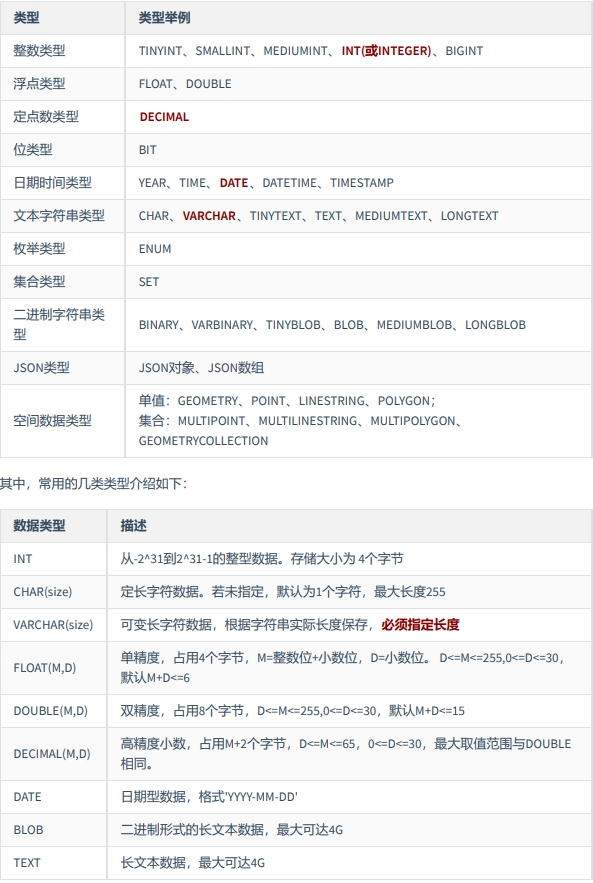 类型 类型举例
整数类型 TINYINT、SMALLINT、MEDIUMINT、INT(或INTEGER)、BIGINT
浮点类型 FLOAT、DOUBLE
定点数类型 DECIMAL
位类型 BIT
日期时间类型 YEAR、TIME、DATE、DATETIME、TIMESTAMP
文本字符串类型 CHAR、VARCHAR、TINYTEXT、TEXT、MEDIUMTEXT、LONGTEXT
枚举类型 ENUM
集合类型 SET
二进制字符串类
型 BINARY、VARBINARY、TINYBLOB、BLOB、MEDIUMBLOB、LONGBLOB
JSON类型 JSON对象、JSON数组
空间数据类型 单值：GEOMETRY、POINT、LINESTRING、POLYGON；
集合：MULTIPOINT、MULTILINESTRING、MULTIPOLYGON、
GEOMETRYCOLLECTION
其中，常用的几类类型介绍如下：
数据类型 描述
INT 从-2^31到2^31-1的整型数据。存储大小为 4个字节
CHAR(size) 定长字符数据。若未指定，默认为1个字符，最大长度255
VARCHAR(size) 可变长字符数据，根据字符串实际长度保存，必须指定长度
FLOAT(M,D) 单精度，占用4个字节，M=整数位+小数位，D=小数位。 D<=M<=255,0<=D<=30，
默认M+D<=6
DOUBLE(M,D) 双精度，占用8个字节，D<=M<=255,0<=D<=30，默认M+D<=15
DECIMAL(M,D) 高精度小数，占用M+2个字节，D<=M<=65，0<=D<=30，最大取值范围与DOUBLE
相同。
DATE 日期型数据，格式'YYYY-MM-DD'
BLOB 二进制形式的长文本数据，最大可达4G
TEXT 长文本数据，最大可达4G